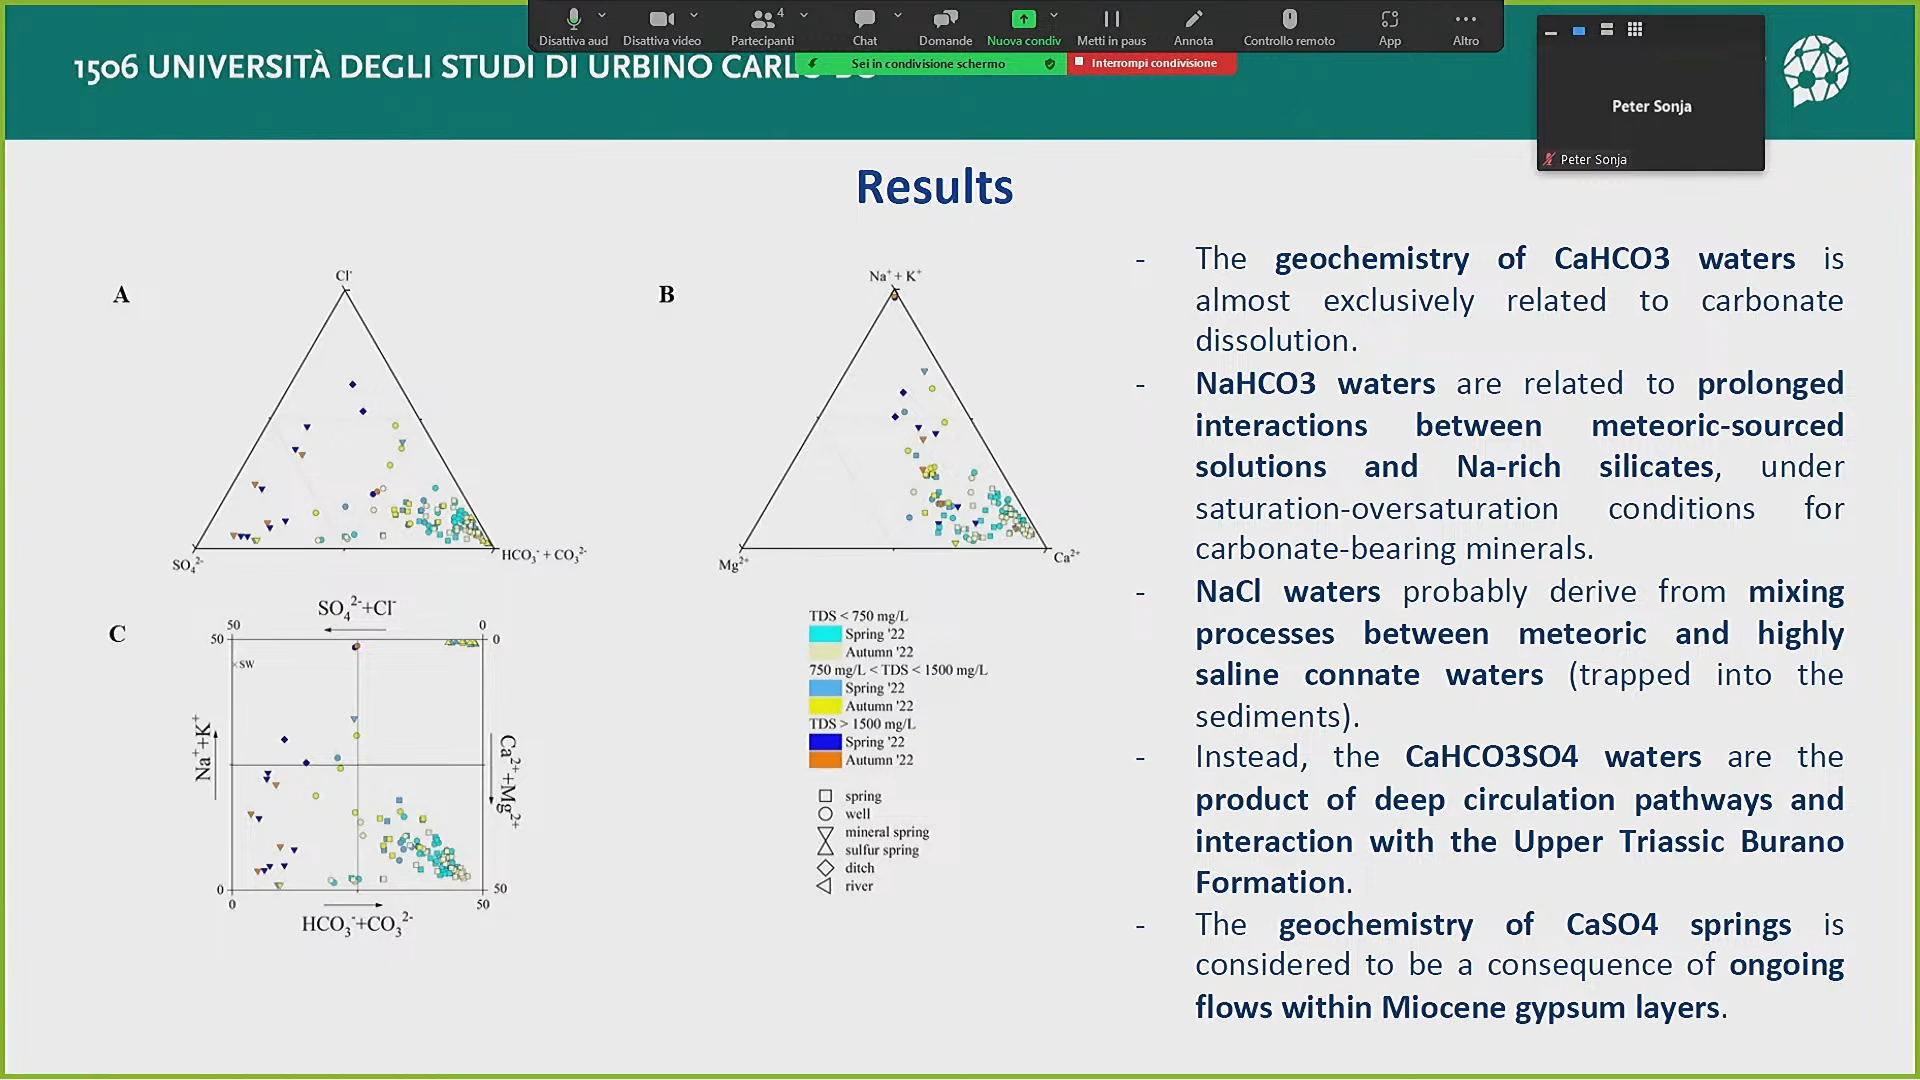 Disattiva aud
Disattiva video
Partecipanti
4
Chat
Domande
Nuova condiv
Metti in paus
Annota
Controllo remoto
App
Altro
Sei in condivisione schermo
Interrompi condivisione
1506 UNIVERSITÀ DEGLI STUDI DI URBINO
Peter Sonja
Peter Sonja
Results
A
Cl⁻
SO₄²⁻
HCO₃⁻ + CO₃²⁻
B
Na⁺ + K⁺
Mg²⁺
Ca²⁺
C
SO₄²⁻+Cl⁻
50
0
50
0
SW
Na⁺+K⁺
Ca²⁺+Mg²⁺
0
50
0
50
HCO₃⁻+CO₃²⁻
TDS < 750 mg/L
Spring '22
Autumn '22
750 mg/L < TDS < 1500 mg/L
Spring '22
Autumn '22
TDS > 1500 mg/L
Spring '22
Autumn '22
spring
well
mineral spring
sulfur spring
ditch
river
- The geochemistry of CaHCO3 waters is
almost exclusively related to carbonate
dissolution.
- NaHCO3 waters are related to prolonged
interactions between meteoric-sourced
solutions and Na-rich silicates, under
saturation-oversaturation conditions for
carbonate-bearing minerals.
- NaCl waters probably derive from mixing
processes between meteoric and highly
saline connate waters (trapped into the
sediments).
- Instead, the CaHCO3SO4 waters are the
product of deep circulation pathways and
interaction with the Upper Triassic Burano
Formation.
- The geochemistry of CaSO4 springs is
considered to be a consequence of ongoing
flows within Miocene gypsum layers.